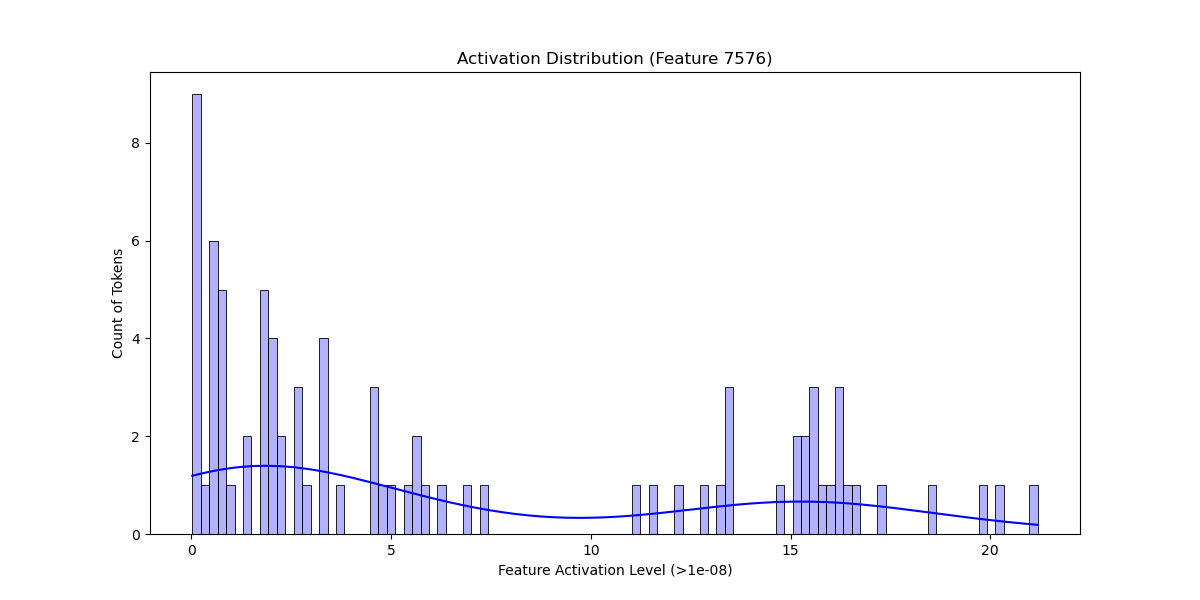 Activation Distribution (Feature 7576)
Count of Tokens
8
6
4
2
0
0 5 10 15 20
Feature Activation Level (>1e-08)